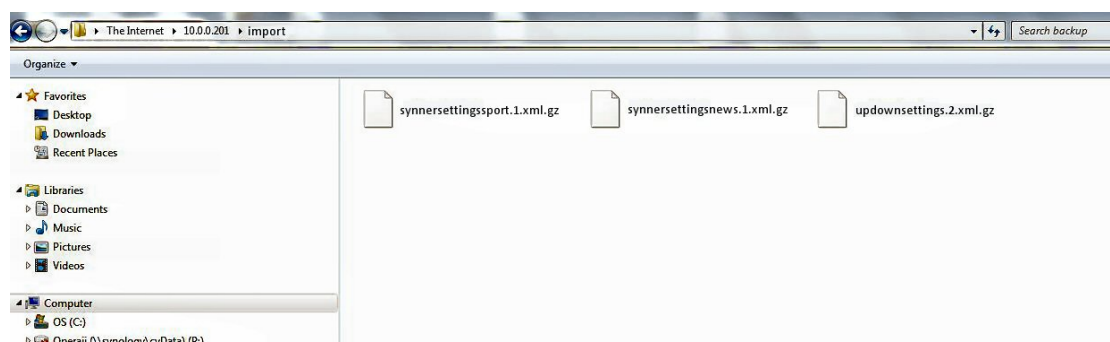 The Internet 10.0.0.201 import Search backup
Organize
Favorites
Desktop
Downloads
Recent Places
Libraries
Documents
Music
Pictures
Videos
Computer
OS (C:)
synnersettingssport.1.xml.gz synnersettingsnews.1.xml.gz updownsettings.2.xml.gz